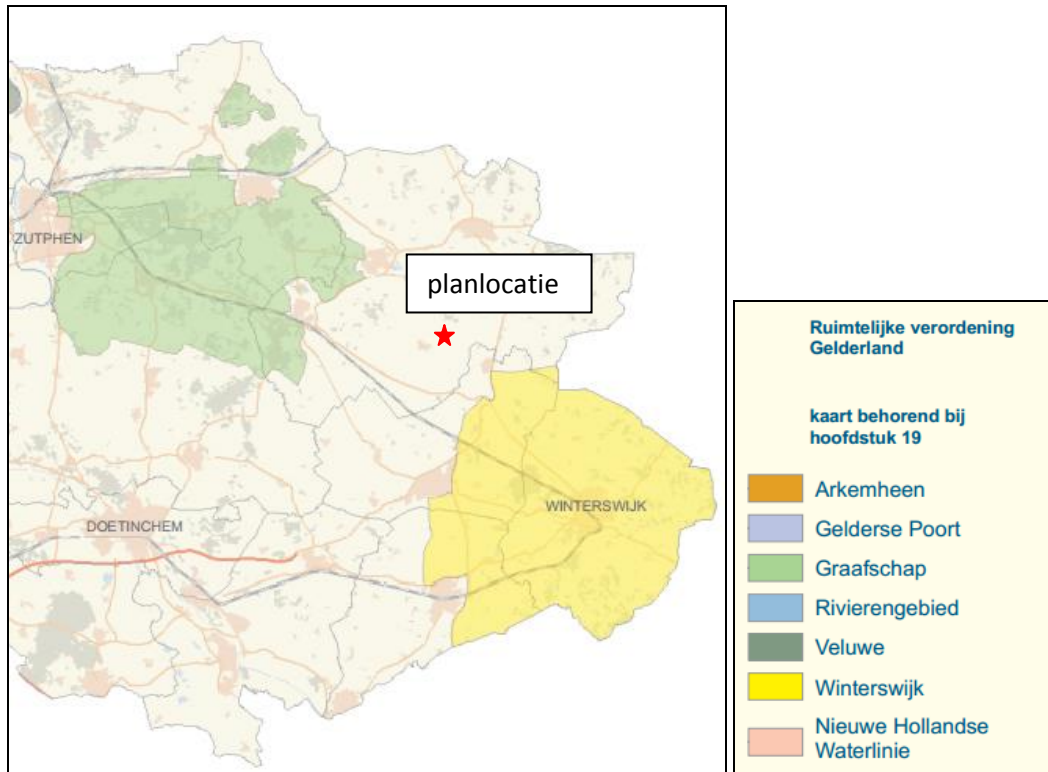 ZUTPHEN
planlocatie
WINTERSWIJK
DOETINCHEM
Ruimtelijke verordening
Gelderland
kaart behorend bij
hoofdstuk 19
Arkemheen
Gelderse Poort
Graafschap
Rivierengebied
Veluwe
Winterswijk
Nieuwe Hollandse
Waterlinie